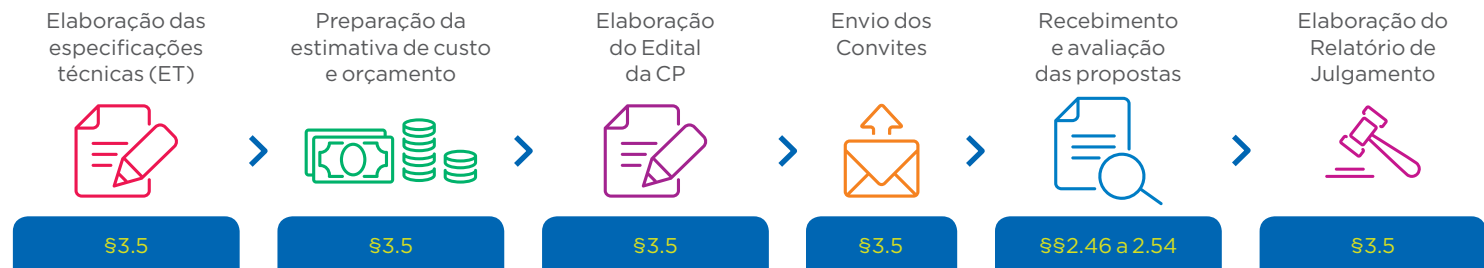 Elaboração das
especificações
técnicas (ET)
Preparação da
estimativa de custo
e orçamento
Elaboração
do Edital
da CP
Envio dos
Convites
Recebimento
e avaliação
das propostas
Elaboração do
Relatório de
Julgamento
§3.5
§3.5
§3.5
§3.5
§§2.46 a 2.54
§3.5